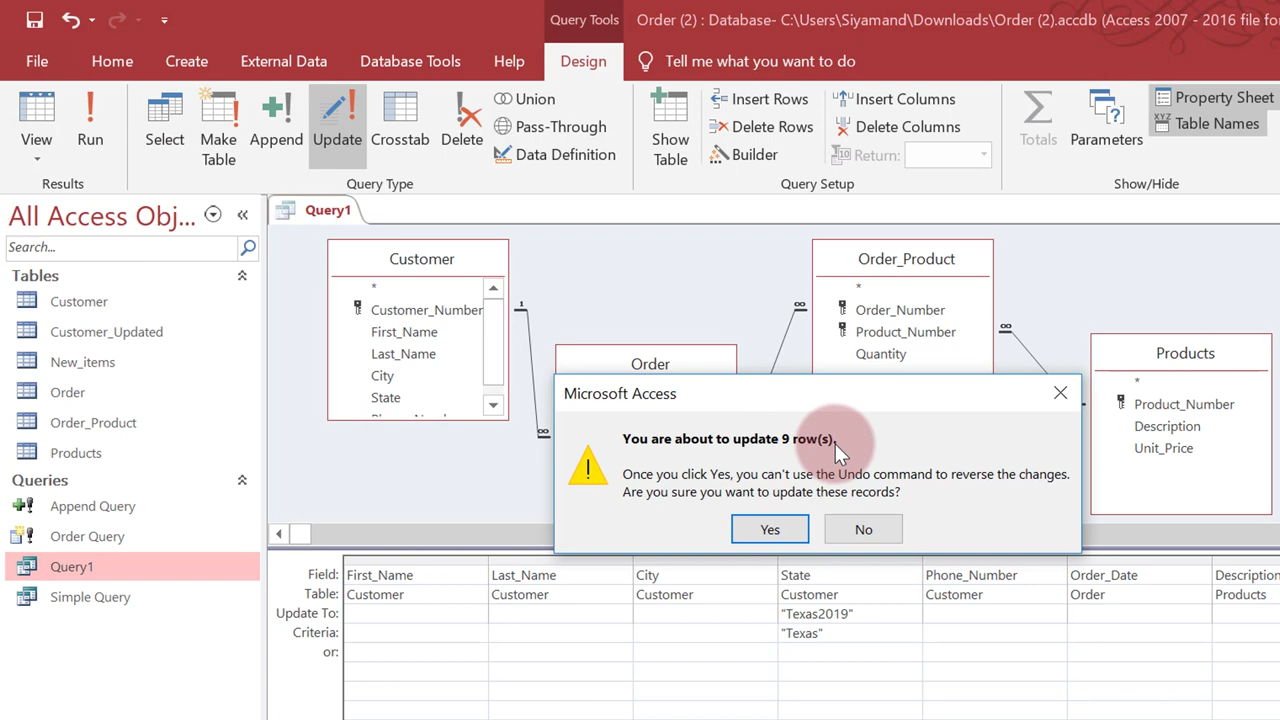 Query Tools
Order (2) : Database- C:\Users\Siyamand\Downloads\Order (2).accdb (Access 2007 - 2016 file for
File Home Create External Data Database Tools Help Design Tell me what you want to do
View
Run
Select
Make Table
Append
Update
Crosstab
Delete
Union
Pass-Through
Data Definition
Show Table
Insert Rows
Delete Rows
Builder
Insert Columns
Delete Columns
Return:
Totals
Parameters
Property Sheet
XYZ Table Names
Results
Query Type
Query Setup
Show/Hide
All Access Obj...
Search...
Tables
Customer
Customer_Updated
New_items
Order
Order_Product
Products
Queries
Append Query
Order Query
Query1
Simple Query
Query1
Customer
*
Customer_Number
First_Name
Last_Name
City
State
1
∞
Order
∞
Order_Product
*
Order_Number
Product_Number
Quantity
∞
Products
*
Product_Number
Description
Unit_Price
Microsoft Access
You are about to update 9 row(s).
Once you click Yes, you can't use the Undo command to reverse the changes.
Are you sure you want to update these records?
Yes No
Field: First_Name Last_Name City State Phone_Number Order_Date Description
Table: Customer Customer Customer Customer Customer Order Products
Update To: "Texas2019"
Criteria: "Texas"
or: